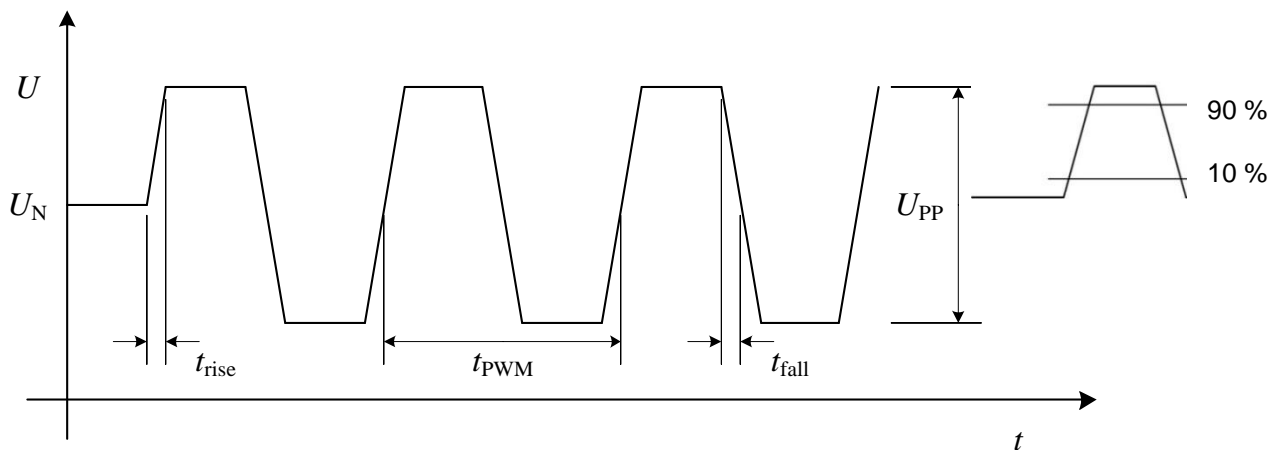 U
90 %
10 %
U_N
U_PP
t_rise
t_PWM
t_fall
t